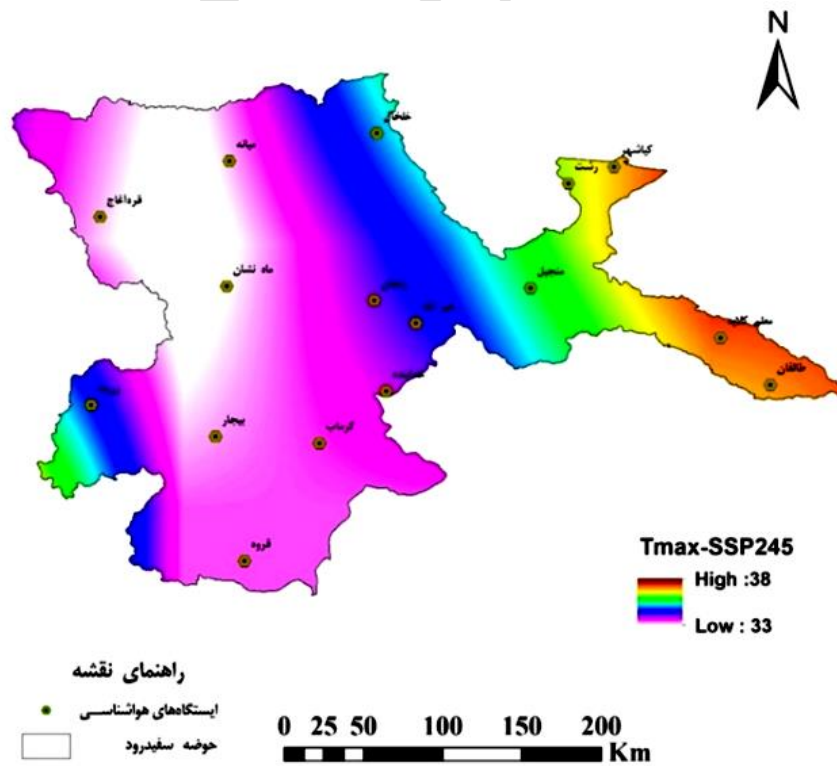 N
خلخال
میانه
کیاشهر
رشت
قره‌آغاج
ماه نشان
منجیل
معلم کلایه
طالقان
بیجار
گرماب
قروه
Tmax-SSP245
High :38
Low : 33
راهنمای نقشه
ایستگاه‌های هواشناسی
حوضه سفیدرود
0 25 50 100 150 200
Km